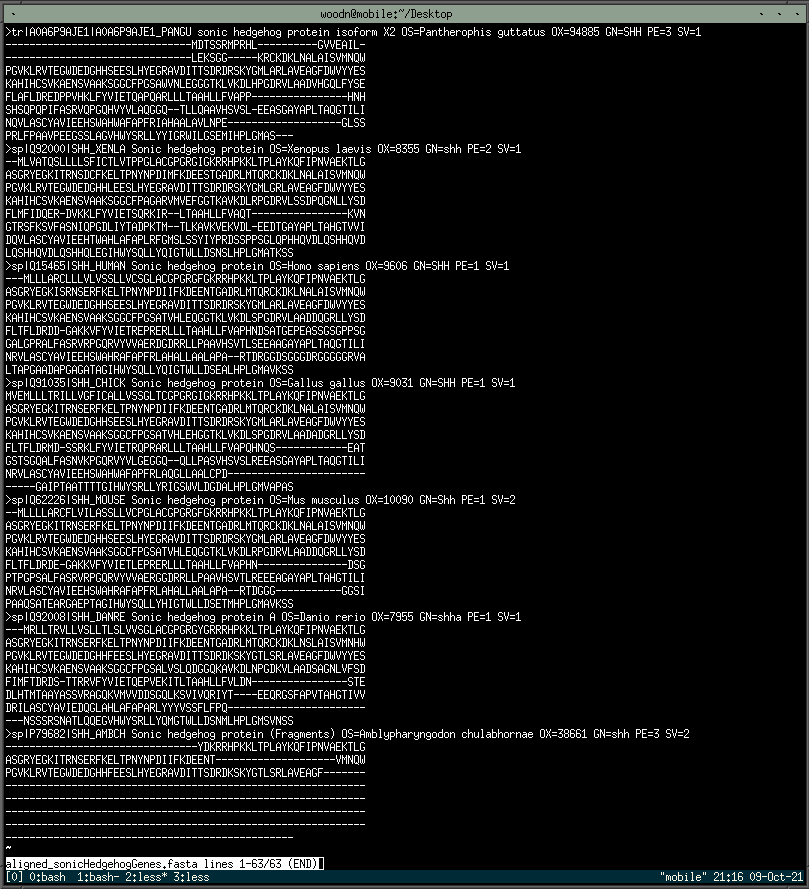 woodn@mobile:~/Desktop
>tr|A0A6P9AJE1|A0A6P9AJE1_PANGU sonic hedgehog protein isoform X2 OS=Pantherophis guttatus OX=94885 GN=SHH PE=3 SV=1
-------------------------------MDTSSRMPRHL----------GVVEAIL-
-------------------------------LEKSGG-----KRCKDKLNALAISVMNQW
PGVKLRVTEGWDEDGHHSEESLHYEGRAVDITTSDRDRSKYGMLARLAVEAGFDWVYYES
KAHIHCSVKAENSVAAKSGGCFPGSAWVNLEGGGTKLVKDLHPGDRVLAADVHGQLFYSE
FLAFLDREDPPVHKLFYVIETQAPQARLLLTAAHLLFVAPP----------------HNH
SHSQPQPIFASRVQPGQHVYVLAQGGQ--TLLQAAVHSVSL-EEASGAYAPLTAQGTILI
NQVLASCYAVIEEHSWAHWAFAPFRIAHAALAVLNPE-------------------GLSS
PRLFPAAVPEEGSSLAGVHWYSRLLYYIGRWILGSEMIHPLGMAS---
>sp|Q92000|SHH_XENLA Sonic hedgehog protein OS=Xenopus laevis OX=8355 GN=shh PE=2 SV=1
--MLVATQSLLLLSFICTLVTPPGLACGPGRGIGKRRHPKKLTPLAYKQFIPNVAEKTLG
ASGRYEGKITRNSDCFKELTPNYNPDIMFKDEESTGADRLMTQRCKDKLNALAISVMNQW
PGVKLRVTEGWDEDGHHLEESLHYEGRAVDITTSDRDRSKYGMLGRLAVEAGFDWVYYES
KAHIHCSVKAENSVAAKSGGCFPAGARVMVEFGGTKAVKDLRPGDRVLSSDPQGNLLYSD
FLMFIDQER-DVKKLFYVIETSQRKIR--LTAAHLLFVAQT----------------KVN
GTRSFKSVFASNIQPGDLIYTADPKTM--TLKAVKVEKVDL-EEDTGAYAPLTAHGTVVI
DQVLASCYAVIEEHTWAHLAFAPLRFGMSLSSYIYPRDSSPPSGLQPHHQVDLQSHHQVD
LQSHHQVDLQSHHQLEGIHWYSQLLYQIGTWLLDSNSLHPLGMATKSS
>sp|Q15465|SHH_HUMAN Sonic hedgehog protein OS=Homo sapiens OX=9606 GN=SHH PE=1 SV=1
---MLLLARCLLLVLVSSLLVCSGLACGPGRGFGKRRHPKKLTPLAYKQFIPNVAEKTLG
ASGRYEGKISRNSERFKELTPNYNPDIIFKDEENTGADRLMTQRCKDKLNALAISVMNQW
PGVKLRVTEGWDEDGHHSEESLHYEGRAVDITTSDRDRSKYGMLARLAVEAGFDWVYYES
KAHIHCSVKAENSVAAKSGGCFPGSATVHLEQGGTKLVKDLSPGDRVLAADDQGRLLYSD
FLTFLDRDD-GAKKVFYVIETREPRERLLLTAAHLLFVAPHNDSATGEPEASSGSGPPSG
GALGPRALFASRVRPGQRVYVVAERDGDRRLLPAAVHSVTLSEEAAGAYAPLTAQGTILI
NRVLASCYAVIEEHSWAHRAFAPFRLAHALLAALAPA--RTDRGGDSGGGDRGGGGGRVA
LTAPGAADAPGAGATAGIHWYSQLLYQIGTWLLDSEALHPLGMAVKSS
>sp|Q91035|SHH_CHICK Sonic hedgehog protein OS=Gallus gallus OX=9031 GN=SHH PE=1 SV=1
MVEMLLLTRILLVGFICALLVSSGLTCGPGRGIGKRRHPKKLTPLAYKQFIPNVAEKTLG
ASGRYEGKITRNSERFKELTPNYNPDIIFKDEENTGADRLMTQRCKDKLNALAISVMNQW
PGVKLRVTEGWDEDGHHSEESLHYEGRAVDITTSDRDRSKYGMLARLAVEAGFDWVYYES
KAHIHCSVKAENSVAAKSGGCFPGSATVHLEHGGTKLVKDLSPGDRVLAADADGRLLYSD
FLTFLDRMD-SSRKLFYVIETRQPRARLLLTAAHLLFVAPQHNQS------------EAT
GSTSGQALFASNVKPGQRVYVLGEGGQ--QLLPASVHSVSLREEASGAYAPLTAQGTILI
NRVLASCYAVIEEHSWAHWAFAPFRLAQGLLAALCPD-----------------------
-----GAIPTAATTTTGIHWYSRLLYRIGSWVLDGDALHPLGMVAPAS
>sp|Q62226|SHH_MOUSE Sonic hedgehog protein OS=Mus musculus OX=10090 GN=Shh PE=1 SV=2
--MLLLLARCFLVILASSLLVCPGLACGPGRGFGKRRHPKKLTPLAYKQFIPNVAEKTLG
ASGRYEGKITRNSERFKELTPNYNPDIIFKDEENTGADRLMTQRCKDKLNALAISVMNQW
PGVKLRVTEGWDEDGHHSEESLHYEGRAVDITTSDRDRSKYGMLARLAVEAGFDWVYYES
KAHIHCSVKAENSVAAKSGGCFPGSATVHLEQGGTKLVKDLRPGDRVLAADDQGRLLYSD
FLTFLDRDE-GAKKVFYVIETLEPRERLLLTAAHLLFVAPHN---------------DSG
PTPGPSALFASRVRPGQRVYVVAERGGDRRLLPAAVHSVTLREEEAGAYAPLTAHGTILI
NRVLASCYAVIEEHSWAHRAFAPFRLAHALLAALAPA--RTDGGG-----------GGSI
PAAQSATEARGAEPTAGIHWYSQLLYHIGTWLLDSETMHPLGMAVKSS
>sp|Q92008|SHH_DANRE Sonic hedgehog protein A OS=Danio rerio OX=7955 GN=shha PE=1 SV=1
---MRLLTRVLLVSLLTLSLVVSGLACGPGRGYGRRRHPKKLTPLAYKQFIPNVAEKTLG
ASGRYEGKITRNSERFKELTPNYNPDIIFKDEENTGADRLMTQRCKDKLNSLAISVMNHW
PGVKLRVTEGWDEDGHHFEESLHYEGRAVDITTSDRDKSKYGTLSRLAVEAGFDWVYYES
KAHIHCSVKAENSVAAKSGGCFPGSALVSLQDGGQKAVKDLNPGDKVLAADSAGNLVFSD
FIMFTDRDS-TTRRVFYVIETQEPVEKITLTAAHLLFVLDN----------------STE
DLHTMTAAYASSVRAGQKVMVVDDSGQLKSVIVQRIYT----EEQRGSFAPVTAHGTIVV
DRILASCYAVIEDQGLAHLAFAPARLYYYVSSFLFPQ-----------------------
---NSSSRSNATLQQEGVHWYSRLLYQMGTWLLDSNMLHPLGMSVNSS
>sp|P79682|SHH_AMBCH Sonic hedgehog protein (Fragments) OS=Amblypharyngodon chulabhornae OX=38661 GN=shh PE=3 SV=2
--------------------------------YDKRRHPKKLTPLAYKQFIPNVAEKTLG
ASGRYEGKITRNSERFKELTPNYNPDIIFKDEENT--------------------VMNQW
PGVKLRVTEGWDEDGHHFEESLHYEGRAVDITTSDRDKSKYGTLSRLAVEAGF-------
------------------------------------------------------------
------------------------------------------------------------
------------------------------------------------------------
------------------------------------------------------------
------------------------------------------------
~
aligned_sonicHedgehogGenes.fasta lines 1-63/63 (END)
[0] 0:bash 1:bash- 2:less* 3:less "mobile" 21:16 09-Oct-21